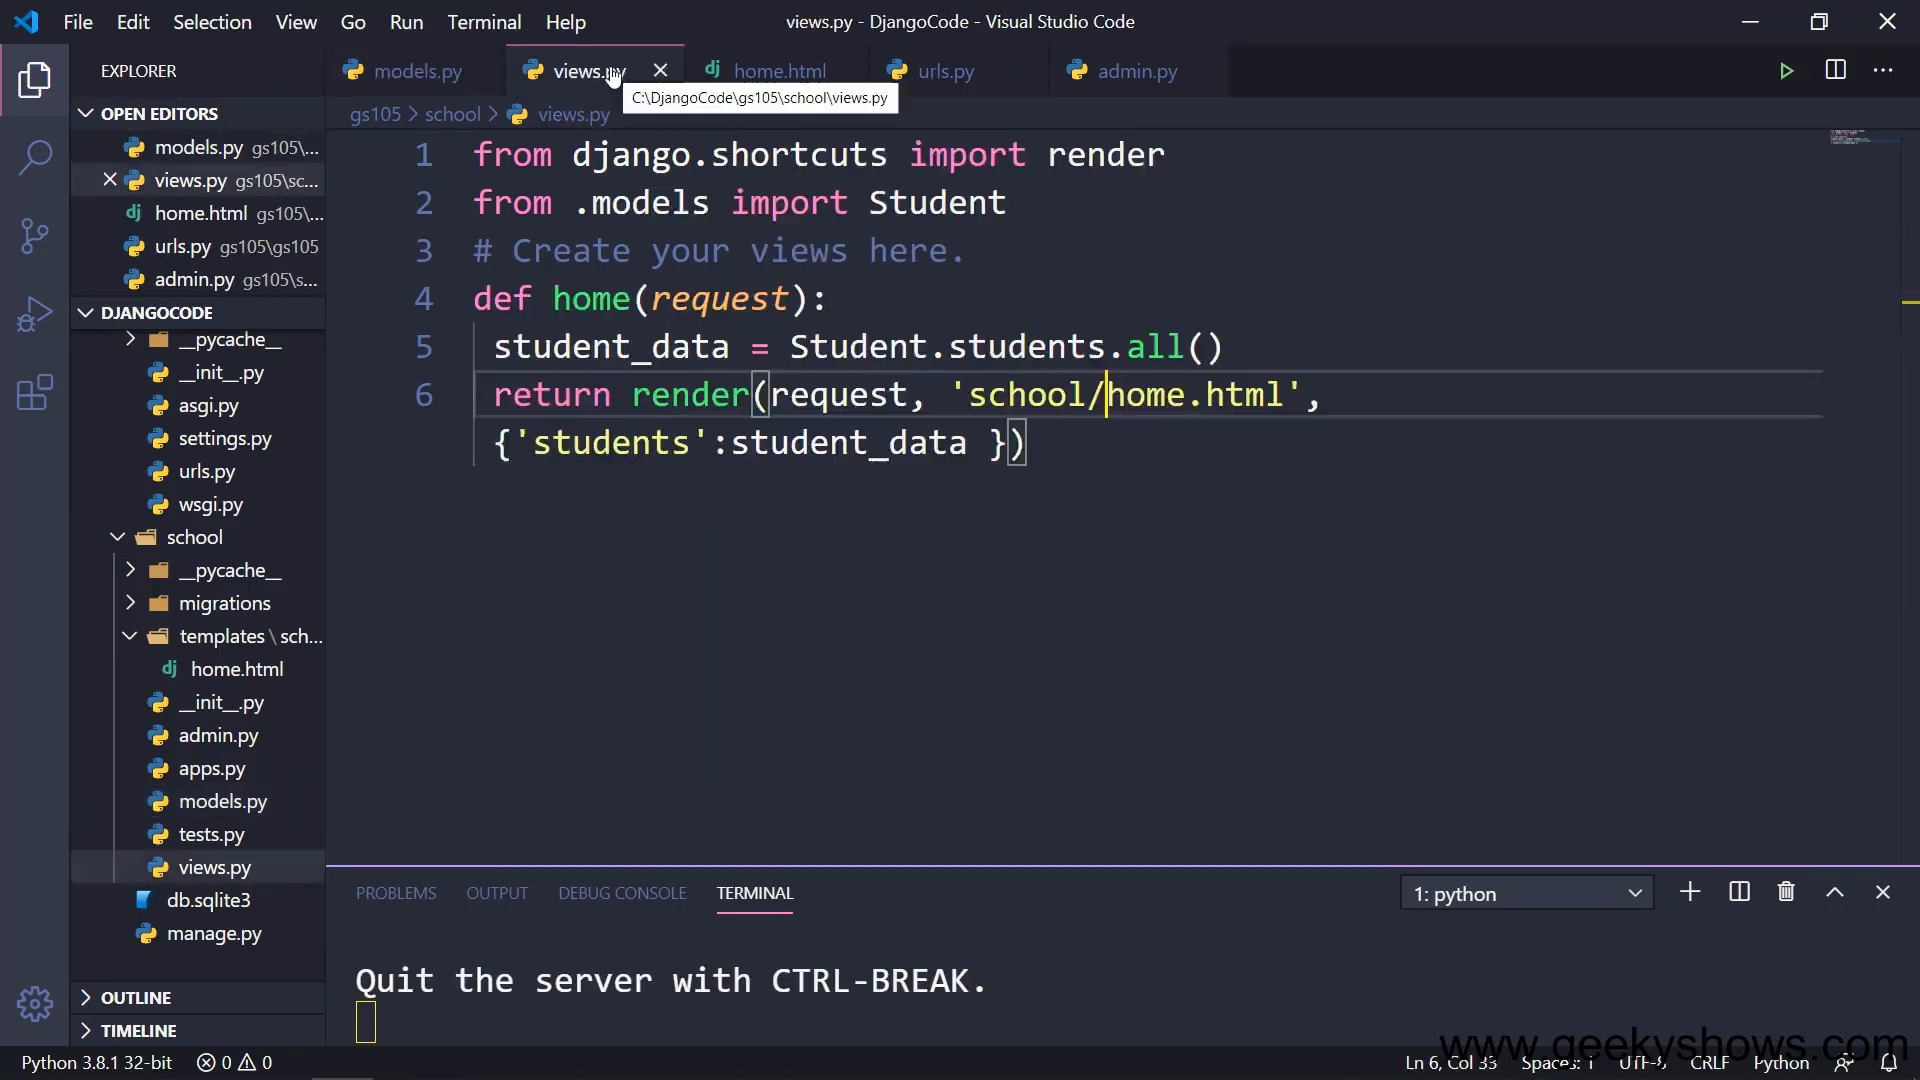 File Edit Selection View Go Run Terminal Help
views.py - DjangoCode - Visual Studio Code
EXPLORER
models.py
views.py
home.html
urls.py
admin.py
C:\DjangoCode\gs105\school\views.py
gs105 > school > views.py
OPEN EDITORS
models.py gs105\...
views.py gs105\sc...
home.html gs105\...
urls.py gs105\gs105
admin.py gs105\s...
DJANGOCODE
__pycache__
__init__.py
asgi.py
settings.py
urls.py
wsgi.py
school
__pycache__
migrations
templates \ sch...
home.html
__init__.py
admin.py
apps.py
models.py
tests.py
views.py
db.sqlite3
manage.py
OUTLINE
TIMELINE
1 from django.shortcuts import render
2 from .models import Student
3 # Create your views here.
4 def home(request):
5 student_data = Student.students.all()
6 return render(request, 'school/home.html',
{'students':student_data })
PROBLEMS OUTPUT DEBUG CONSOLE TERMINAL
1: python
Quit the server with CTRL-BREAK.
www.geekyshows.com
Python 3.8.1 32-bit 0 0
Ln 6, Col 33 Spaces: 1 UTF-8 CRLF Python